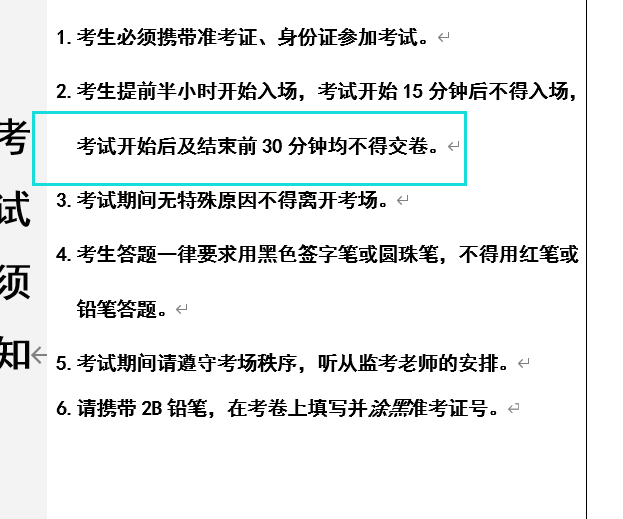 考试须知
1. 考生必须携带准考证、身份证参加考试。
2. 考生提前半小时开始入场，考试开始 15 分钟后不得入场，
考试开始后及结束前 30 分钟均不得交卷。
3. 考试期间无特殊原因不得离开考场。
4. 考生答题一律要求用黑色签字笔或圆珠笔，不得用红笔或
铅笔答题。
5. 考试期间请遵守考场秩序，听从监考老师的安排。
6. 请携带 2B 铅笔，在考卷上填写并涂黑准考证号。